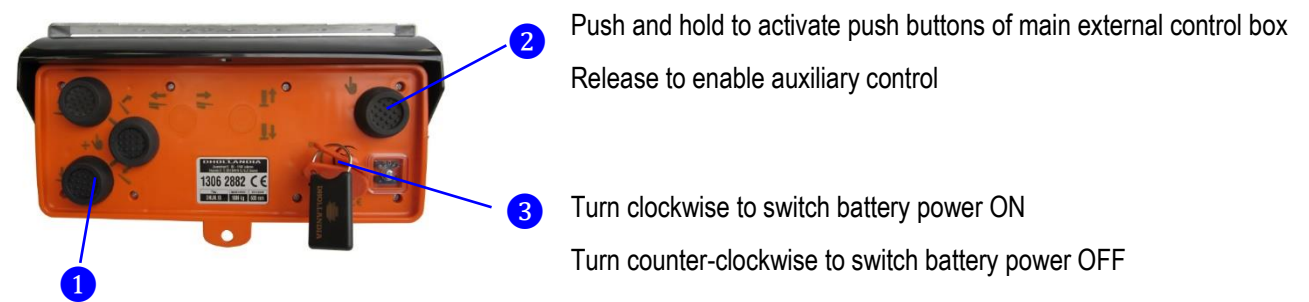 2
Push and hold to activate push buttons of main external control box
Release to enable auxiliary control
DHOLLANDIA
1306 2882 CE
DHOLLANDIA
3
Turn clockwise to switch battery power ON
Turn counter-clockwise to switch battery power OFF
1